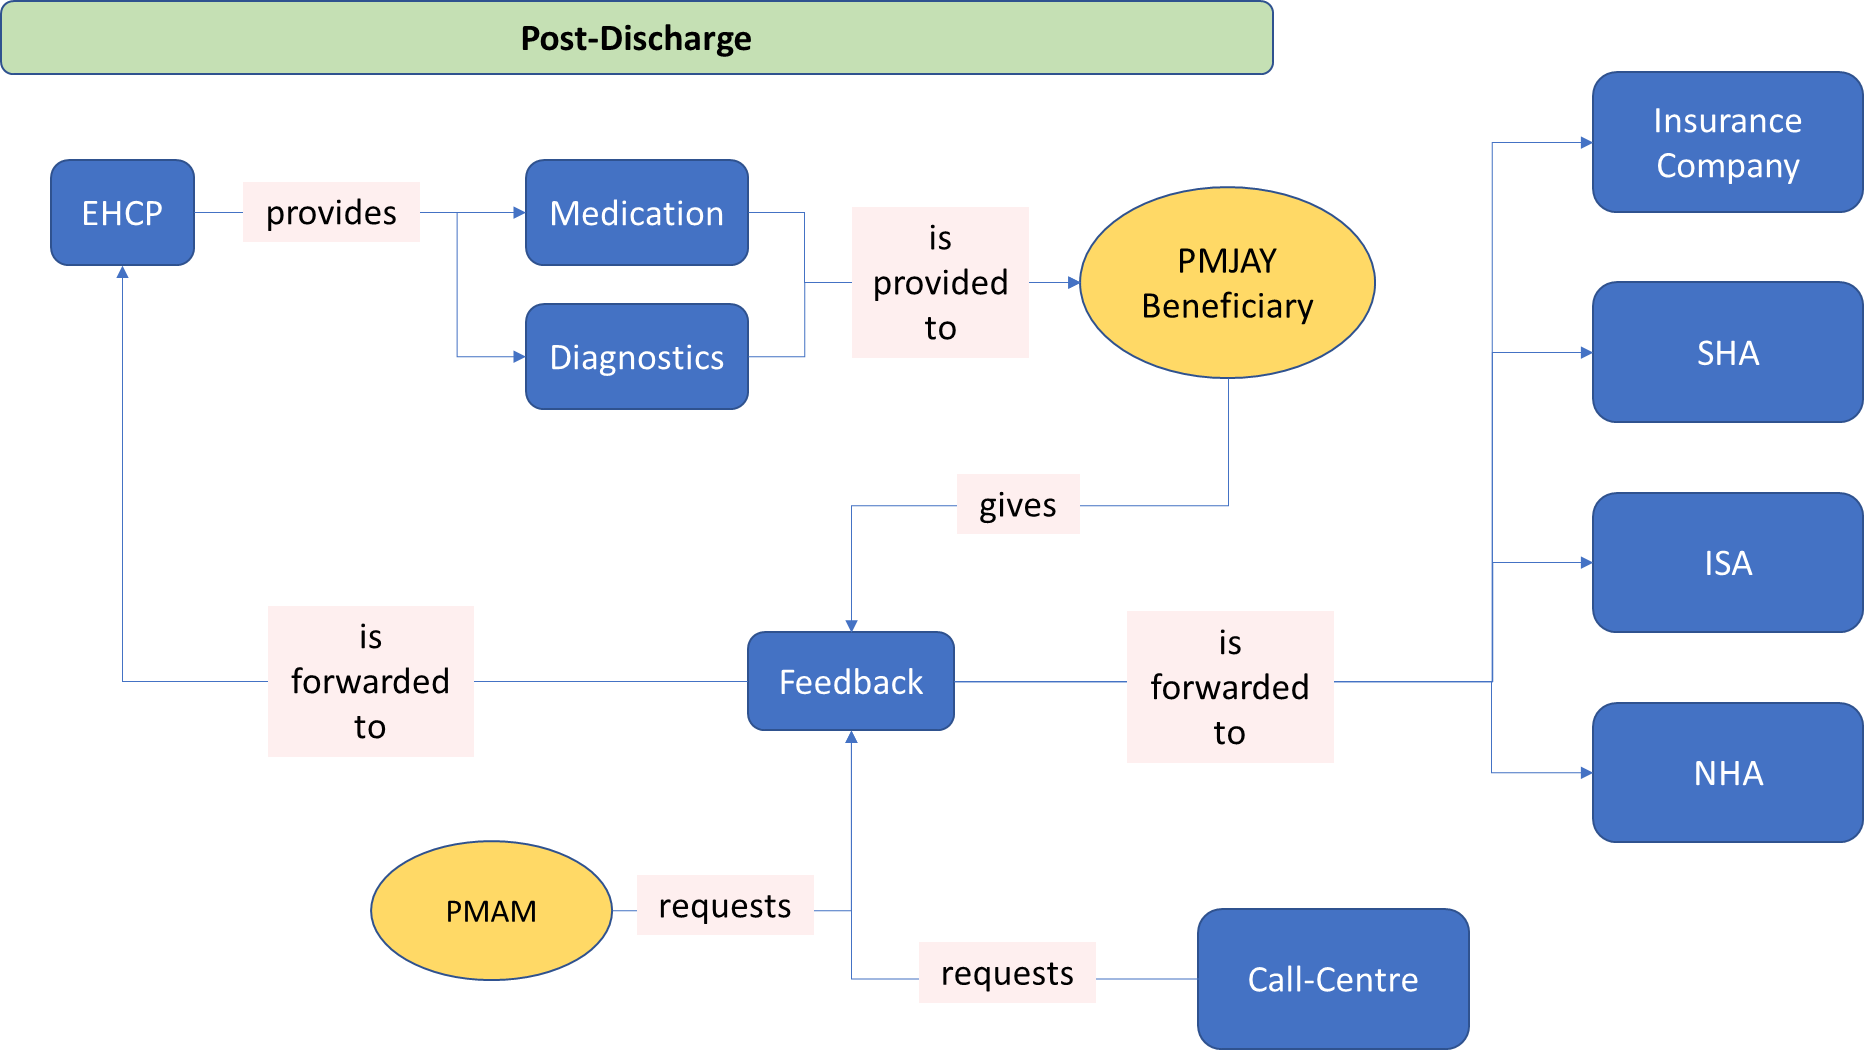 Post-Discharge
Insurance
Company
EHCP
provides
Medication
is
provided
to
PMJAY
Beneficiary
Diagnostics
SHA
gives
ISA
is
forwarded
to
Feedback
is
forwarded
to
NHA
PMAM
requests
requests
Call-Centre